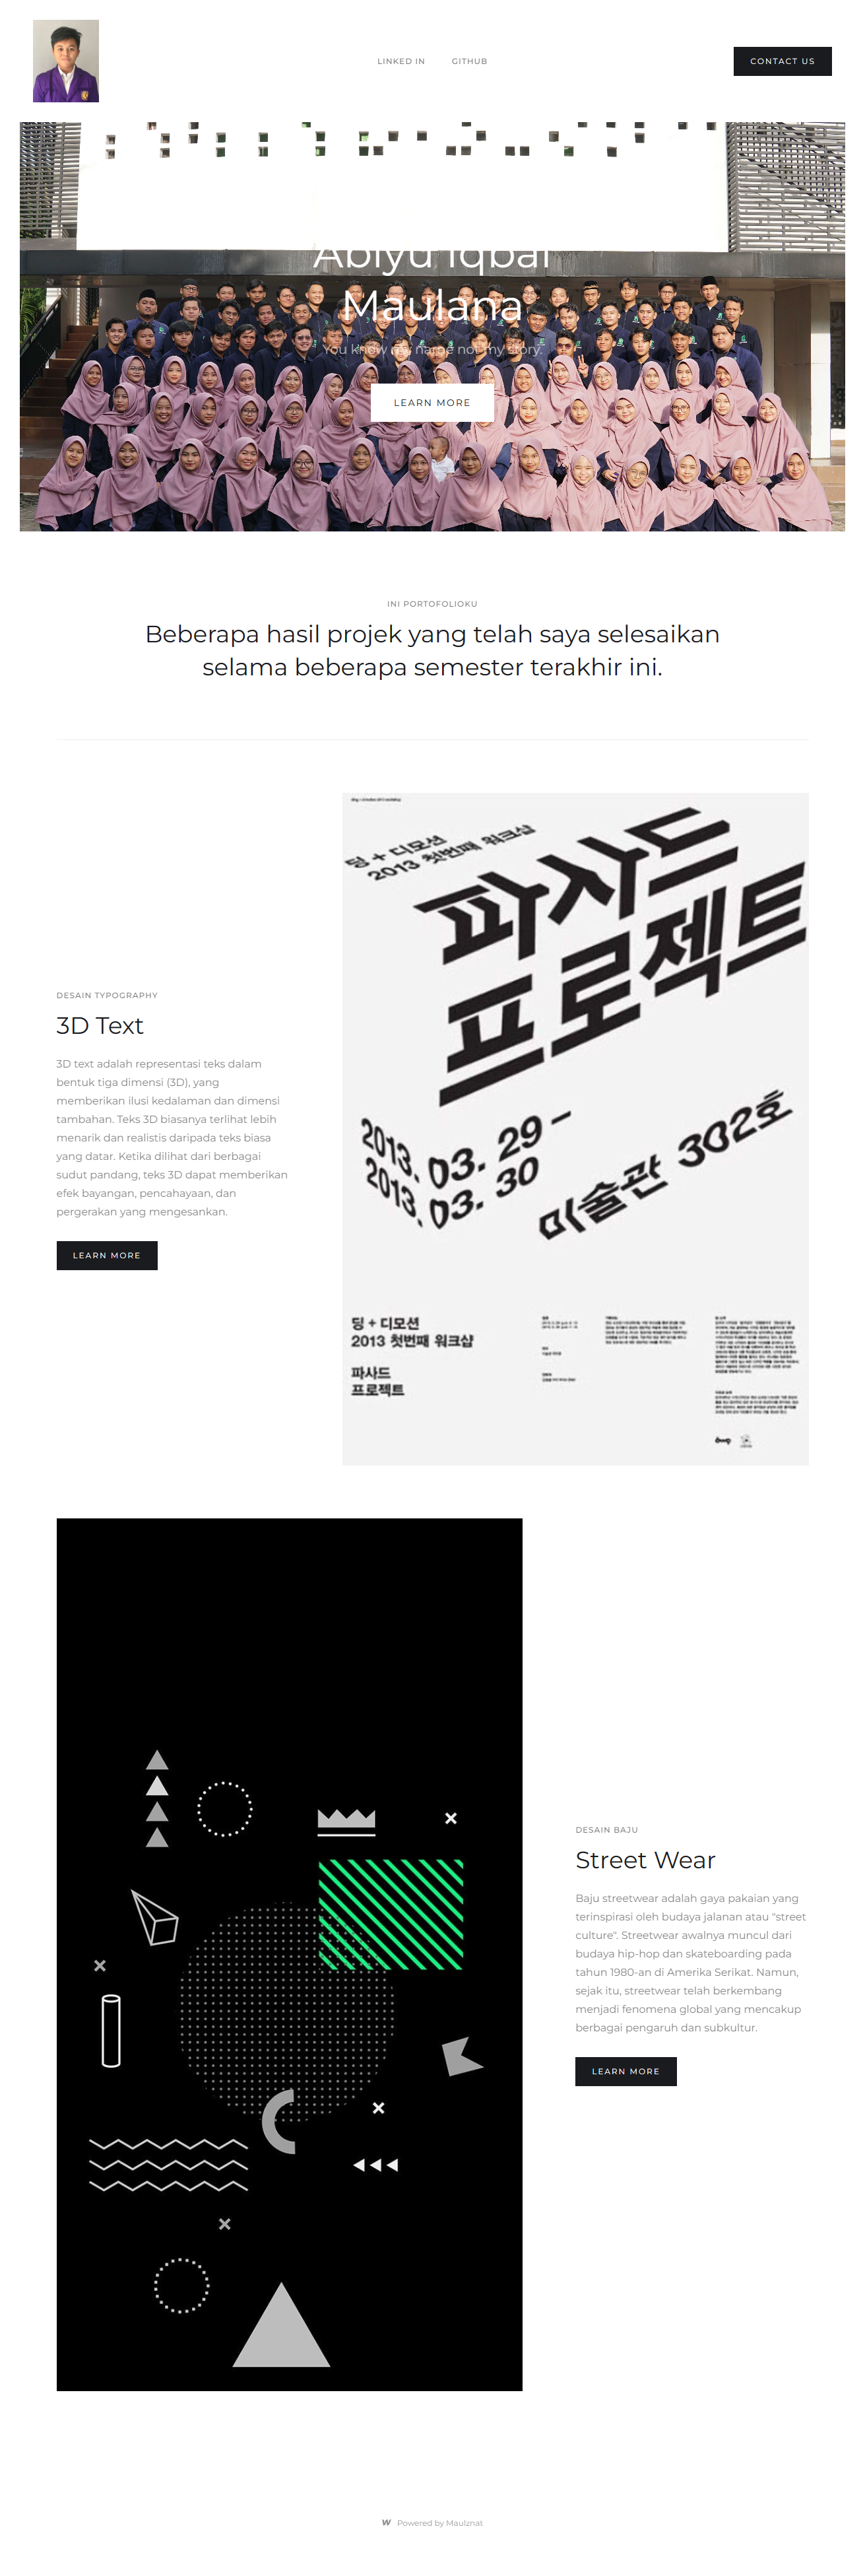 LINKED IN
GITHUB
CONTACT US
Abiyu Iqbal
Maulana
You know my name not my story.
LEARN MORE
INI PORTOFOLIOKU
Beberapa hasil projek yang telah saya selesaikan
selama beberapa semester terakhir ini.
DESAIN TYPOGRAPHY
3D Text
3D text adalah representasi teks dalam
bentuk tiga dimensi (3D), yang
memberikan ilusi kedalaman dan dimensi
tambahan. Teks 3D biasanya terlihat lebih
menarik dan realistis daripada teks biasa
yang datar. Ketika dilihat dari berbagai
sudut pandang, teks 3D dapat memberikan
efek bayangan, pencahayaan, dan
pergerakan yang mengesankan.
LEARN MORE
딩 + 디모션
2013 첫번째 워크샵
파사드
프로젝트
2013. 03. 29 –
2013. 03. 30
미술관 302호
딩 + 디모션
2013 첫번째 워크샵
파사드
프로젝트
DESAIN BAJU
Street Wear
Baju streetwear adalah gaya pakaian yang
terinspirasi oleh budaya jalanan atau "street
culture". Streetwear awalnya muncul dari
budaya hip-hop dan skateboarding pada
tahun 1980-an di Amerika Serikat. Namun,
sejak itu, streetwear telah berkembang
menjadi fenomena global yang mencakup
berbagai pengaruh dan subkultur.
LEARN MORE
Powered by Maulznat